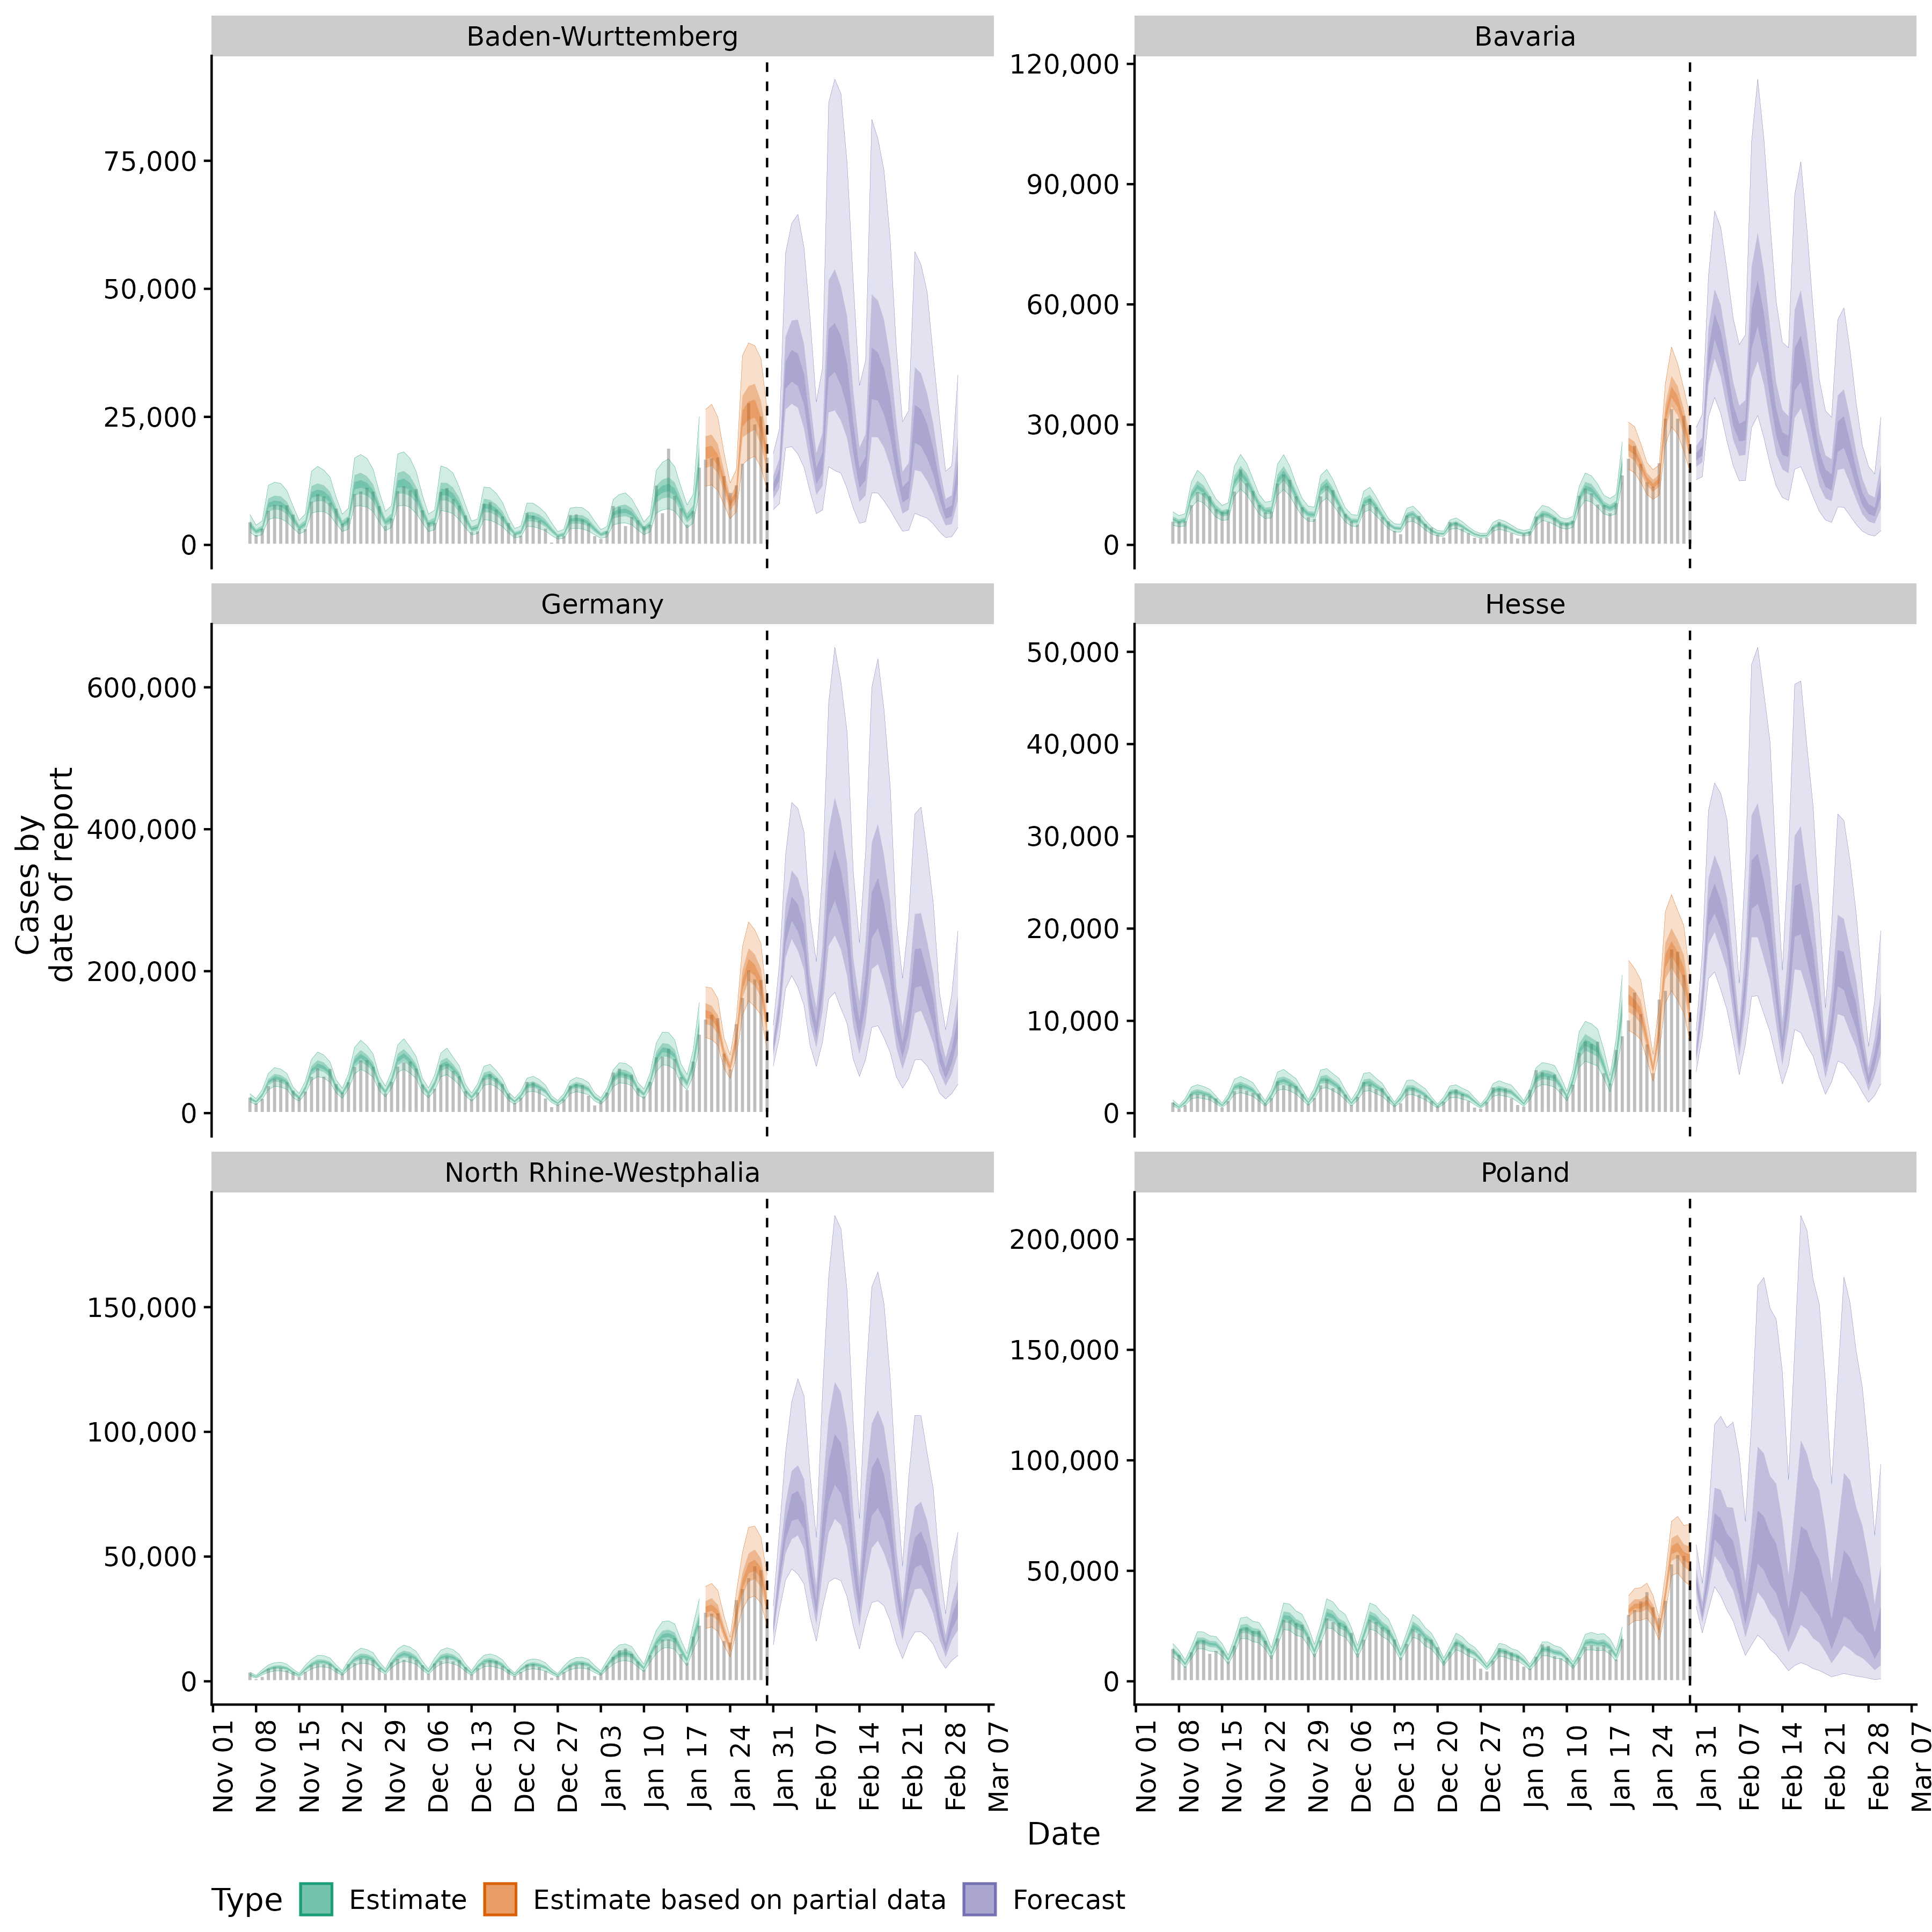 Baden-Wurttemberg
Bavaria
75,000
50,000
25,000
0
120,000
90,000
60,000
30,000
0
Germany
Hesse
600,000
400,000
200,000
0
50,000
40,000
30,000
20,000
10,000
0
Cases by
date of report
North Rhine-Westphalia
Poland
150,000
100,000
50,000
0
200,000
150,000
100,000
50,000
0
Nov 01
Nov 08
Nov 15
Nov 22
Nov 29
Dec 06
Dec 13
Dec 20
Dec 27
Jan 03
Jan 10
Jan 17
Jan 24
Jan 31
Feb 07
Feb 14
Feb 21
Feb 28
Mar 07
Nov 01
Nov 08
Nov 15
Nov 22
Nov 29
Dec 06
Dec 13
Dec 20
Dec 27
Jan 03
Jan 10
Jan 17
Jan 24
Jan 31
Feb 07
Feb 14
Feb 21
Feb 28
Mar 07
Date
Type Estimate Estimate based on partial data Forecast